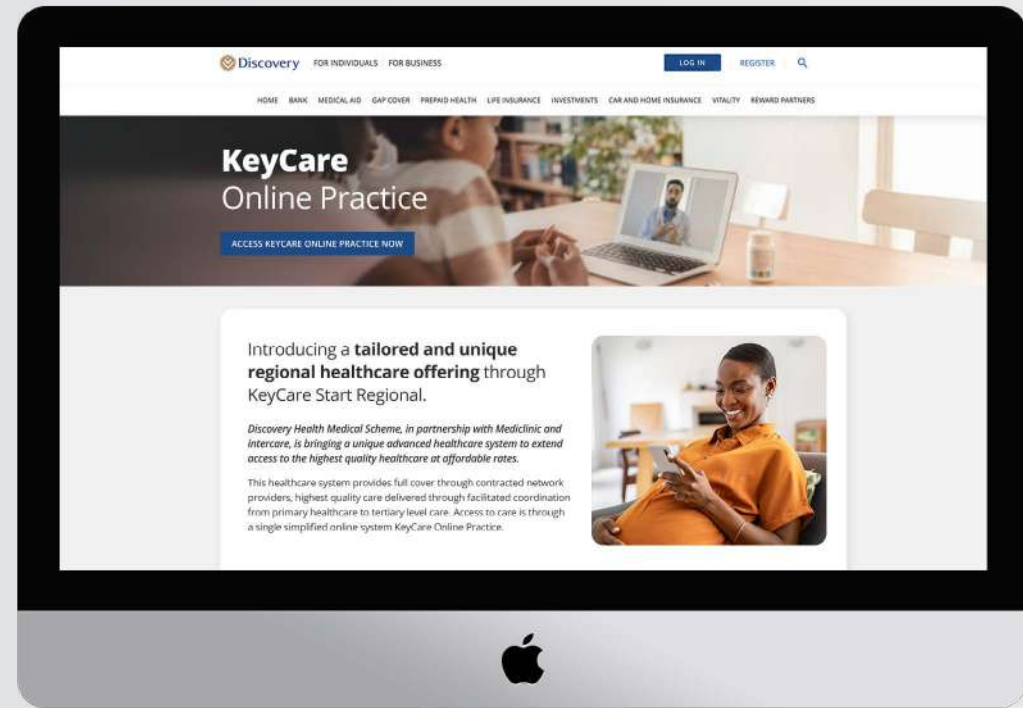 Discovery FOR INDIVIDUALS FOR BUSINESS LOG IN REGISTER
HOME BANK MEDICAL AID GAP COVER PREPAID HEALTH LIFE INSURANCE INVESTMENTS CAR AND HOME INSURANCE VITALITY REWARD PARTNERS
KeyCare
Online Practice
ACCESS KEYCARE ONLINE PRACTICE NOW
Introducing a tailored and unique
regional healthcare offering through
KeyCare Start Regional.
Discovery Health Medical Scheme, in partnership with Mediclinic and
intercare, is bringing a unique advanced healthcare system to extend
access to the highest quality healthcare at affordable rates.
This healthcare system provides full cover through contracted network
providers, highest quality care delivered through facilitated coordination
from primary healthcare to tertiary level care. Access to care is through
a single simplified online system KeyCare Online Practice.